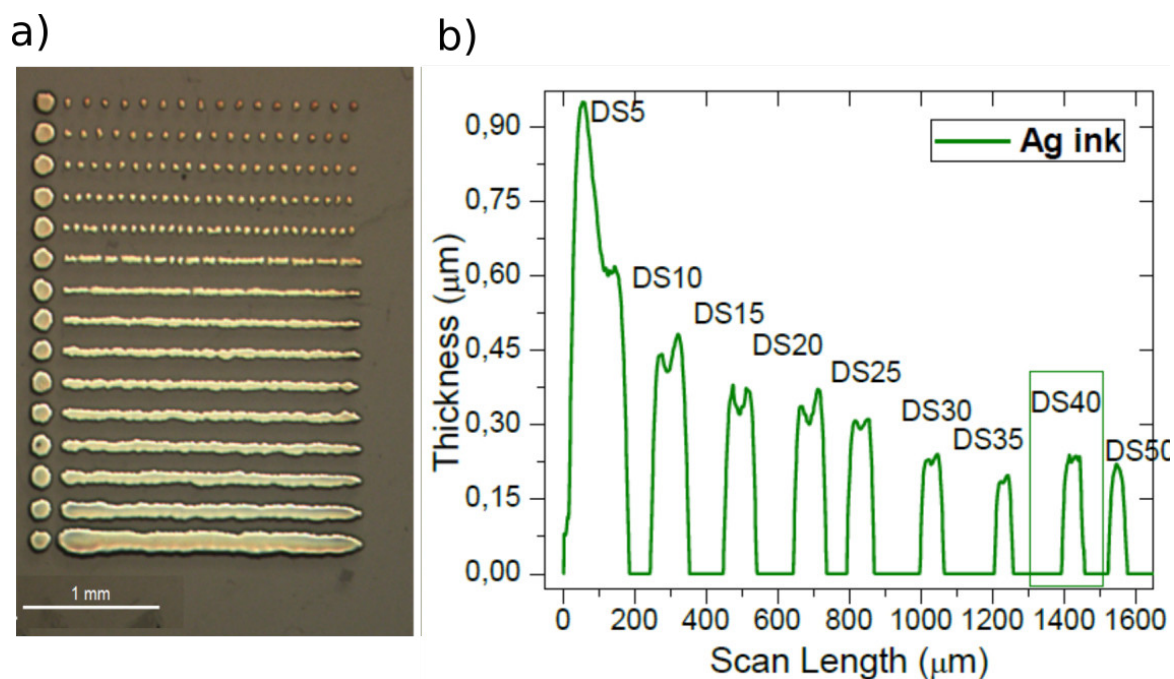 a)
b)
1 mm
Thickness (μm)
0,90
0,75
0,60
0,45
0,30
0,15
0,00
DS5
DS10
DS15
DS20
DS25
DS30
DS35
DS40
DS50
Ag ink
0
200
400
600
800
1000
1200
1400
1600
Scan Length (μm)